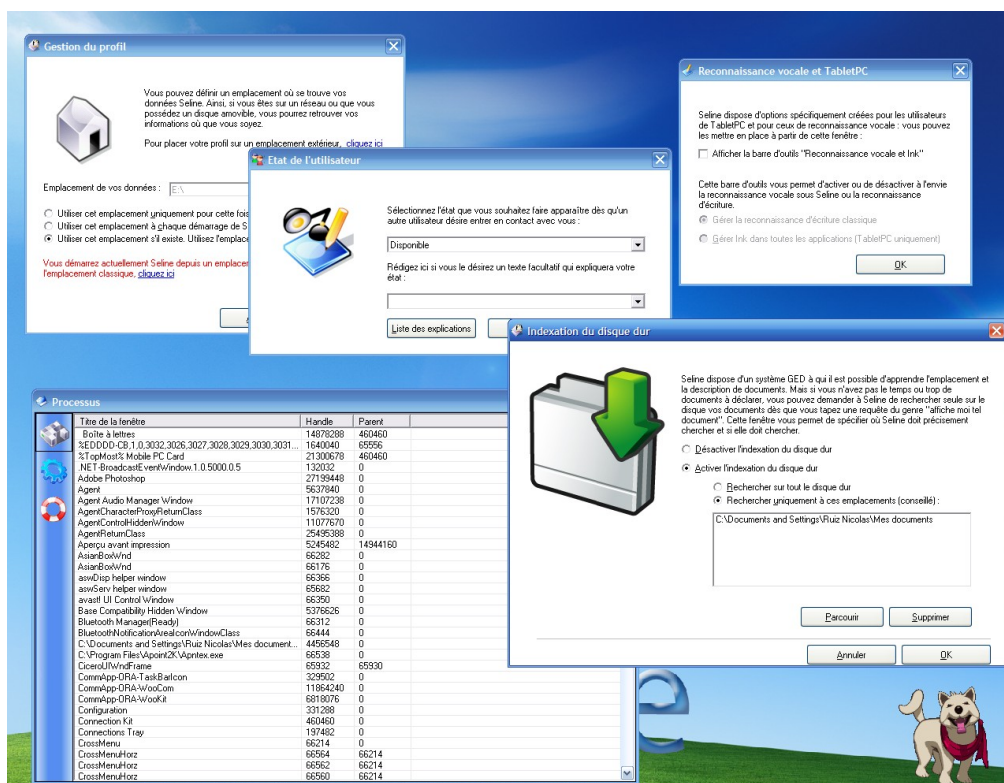 Gestion du profil
Vous pouvez définir un emplacement où se trouve vos
données Seline. Ainsi, si vous êtes sur un réseau ou que vous
possédez un disque amovible, vous pourrez retrouver vos
informations où que vous soyez.
Pour placer votre profil sur un emplacement extérieur, cliquez ici
Emplacement de vos données : E:\
Utiliser cet emplacement uniquement pour cette fois
Utiliser cet emplacement à chaque démarrage de S
Utiliser cet emplacement s'il existe. Utilisez l'emplace
Vous démarrez actuellement Seline depuis un emplacer
l'emplacement classique, cliquez ici
Etat de l'utilisateur
Sélectionnez l'état que vous souhaitez faire apparaître dès qu'un
autre utilisateur désire entrer en contact avec vous :
Disponible
Rédigez ici si vous le désirez un texte facultatif qui expliquera votre
état :
Liste des explications
Reconnaissance vocale et TabletPC
Seline dispose d'options spécifiquement créées pour les utilisateurs
de TabletPC et pour ceux de reconnaissance vocale : vous pouvez
les mettre en place à partir de cette fenêtre :
Afficher la barre d'outils "Reconnaissance vocale et Ink"
Cette barre d'outils vous permet d'activer ou de désactiver à l'envie
la reconnaissance vocale sous Seline ou la reconnaissance
d'écriture.
Gérer la reconnaissance d'écriture classique
Gérer Ink dans toutes les applications (TabletPC uniquement)
OK
Indexation du disque dur
Seline dispose d'un système GED à qui il est possible d'apprendre l'emplacement et
la description de documents. Mais si vous n'avez pas le temps ou trop de
documents à déclarer, vous pouvez demander à Seline de rechercher seule sur le
disque vos documents dès que vous tapez une requête du genre "affiche moi tel
document". Cette fenêtre vous permet de spécifier où Seline doit précisement
chercher et si elle doit chercher.
Désactiver l'indexation du disque dur
Activer l'indexation du disque dur
Rechercher sur tout le disque dur
Rechercher uniquement à ces emplacements (conseillé) :
C:\Documents and Settings\Ruiz Nicolas\Mes documents
Parcourir Supprimer
Annuler OK
Processus
Titre de la fenêtre Handle Parent
Boîte à lettres 14878288 460460
%EDDDD-CB,1,0,3032,3026,3027,3028,3029,3030,3031... 1640040 65556
%TopMost% Mobile PC Card 21300678 460460
.NET-BroadcastEventWindow.1.0.5000.0.5 132032 0
Adobe Photoshop 27199448 0
Agent 5637840 0
Agent Audio Manager Window 17107238 0
AgentCharacterProxyReturnClass 1576320 0
AgentControlHiddenWindow 11077670 0
AgentReturnClass 25495388 0
Aperçu avant impression 5245482 14944160
AsianBoxWnd 66282 0
AsianBoxWnd 66176 0
aswDisp helper window 66366 0
aswServ helper window 65682 0
avast! UI Control Window 66350 0
Base Compatibility Hidden Window 5376626 0
Bluetooth Manager(Ready) 66312 0
BluetoothNotificationAreaIconWindowClass 66444 0
C:\Documents and Settings\Ruiz Nicolas\Mes document... 4456548 0
C:\Program Files\Apoint2K\Apntex.exe 66538 0
CiceroUIWndFrame 65932 65930
CommApp-ORA-TaskBarIcon 329502 0
CommApp-ORA-WooCom 11864240 0
CommApp-ORA-WooKit 6818076 0
Configuration 331288 0
Connection Kit 460460 0
Connections Tray 197482 0
CrossMenu 66214 0
CrossMenuHorz 66564 66214
CrossMenuHorz 66562 66214
CrossMenuHorz 66560 66214
e